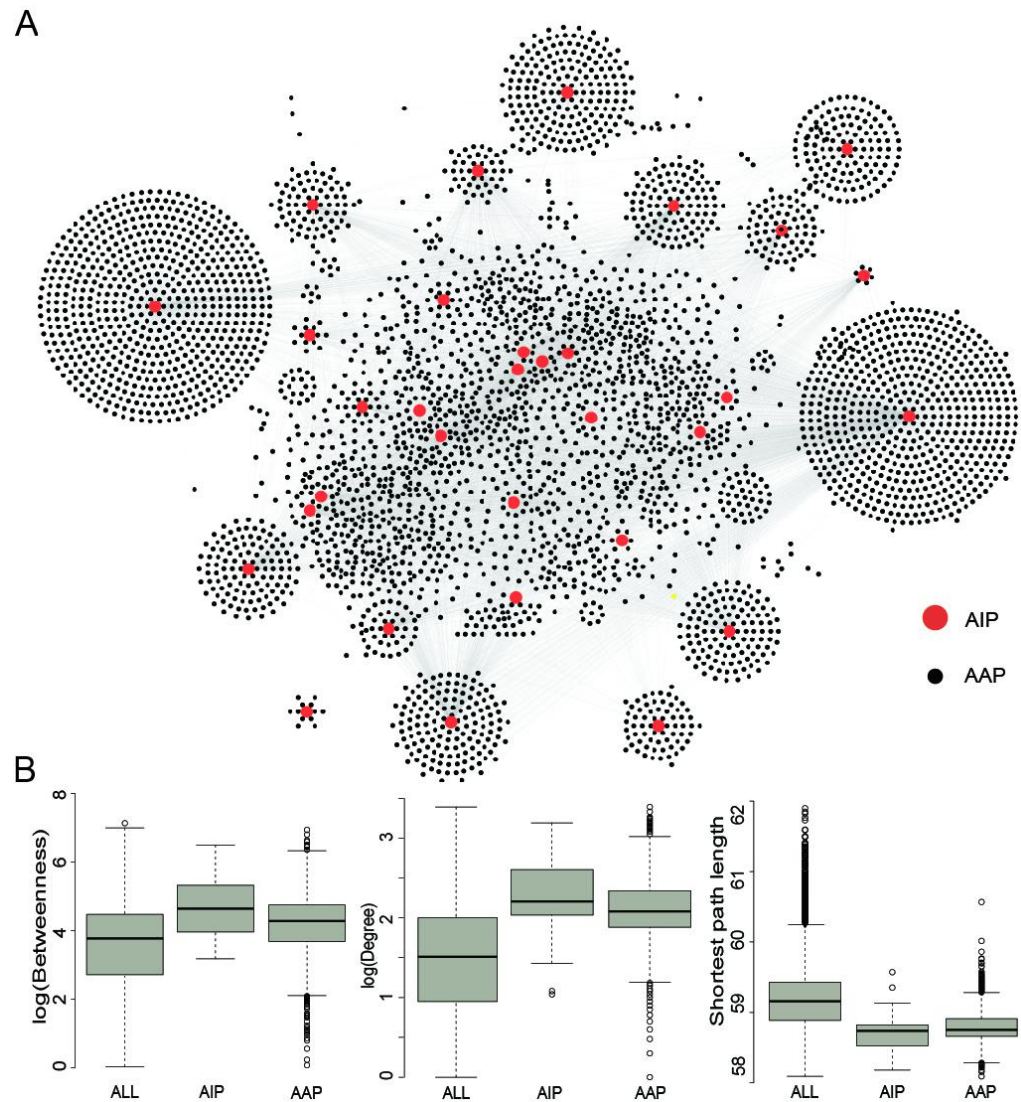 A
AIP
AAP
B
log(Betweenness)
8
6
4
2
0
ALL
AIP
AAP
log(Degree)
3
2
1
0
ALL
AIP
AAP
Shortest path length
62
61
60
59
58
ALL
AIP
AAP